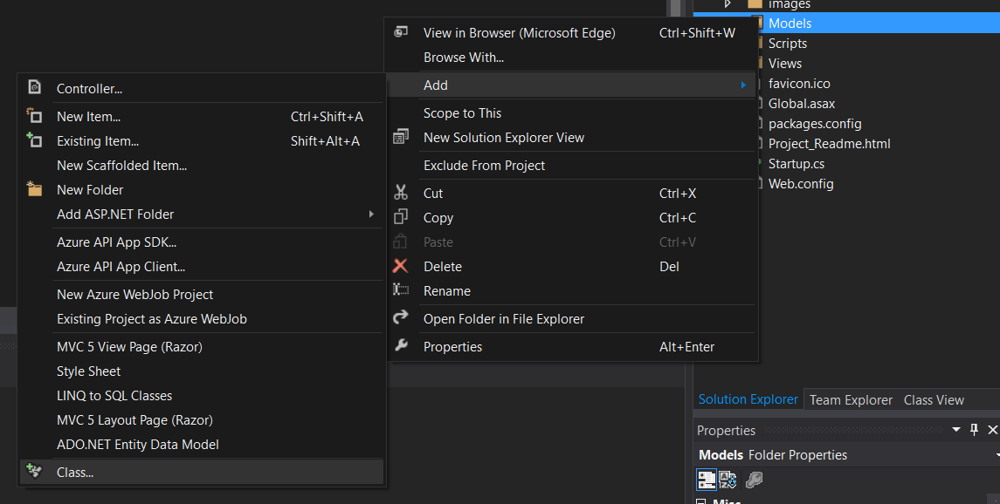 images
Models
Scripts
Views
favicon.ico
Global.asax
packages.config
Project_Readme.html
Startup.cs
Web.config
View in Browser (Microsoft Edge) Ctrl+Shift+W
Browse With...
Add
Scope to This
New Solution Explorer View
Exclude From Project
Cut Ctrl+X
Copy Ctrl+C
Paste Ctrl+V
Delete Del
Rename
Open Folder in File Explorer
Properties Alt+Enter
Controller...
New Item... Ctrl+Shift+A
Existing Item... Shift+Alt+A
New Scaffolded Item...
New Folder
Add ASP.NET Folder
Azure API App SDK...
Azure API App Client...
New Azure WebJob Project
Existing Project as Azure WebJob
MVC 5 View Page (Razor)
Style Sheet
LINQ to SQL Classes
MVC 5 Layout Page (Razor)
ADO.NET Entity Data Model
Class...
Solution Explorer Team Explorer Class View
Properties
Models Folder Properties
Misc